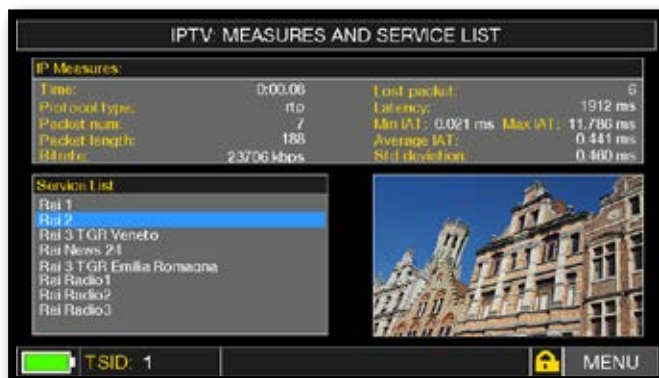 IPTV: MEASURES AND SERVICE LIST
IP Measures:
Time: 0:00.06 Lost packet: 6
Protocol type: rtp Latency: 1912 ms
Packet num: 7 Min IAT: 0.021 ms Max IAT: 11.786 ms
Packet length: 188 Average IAT: 0.441 ms
Bitrate: 23706 kbps Std deviation: 0.460 ms
Service List
Rai 1
Rai 2
Rai 3 TGR Veneto
Rai News 24
Rai 3 TGR Emilia Romagna
Rai Radio1
Rai Radio2
Rai Radio3
TSID: 1 MENU